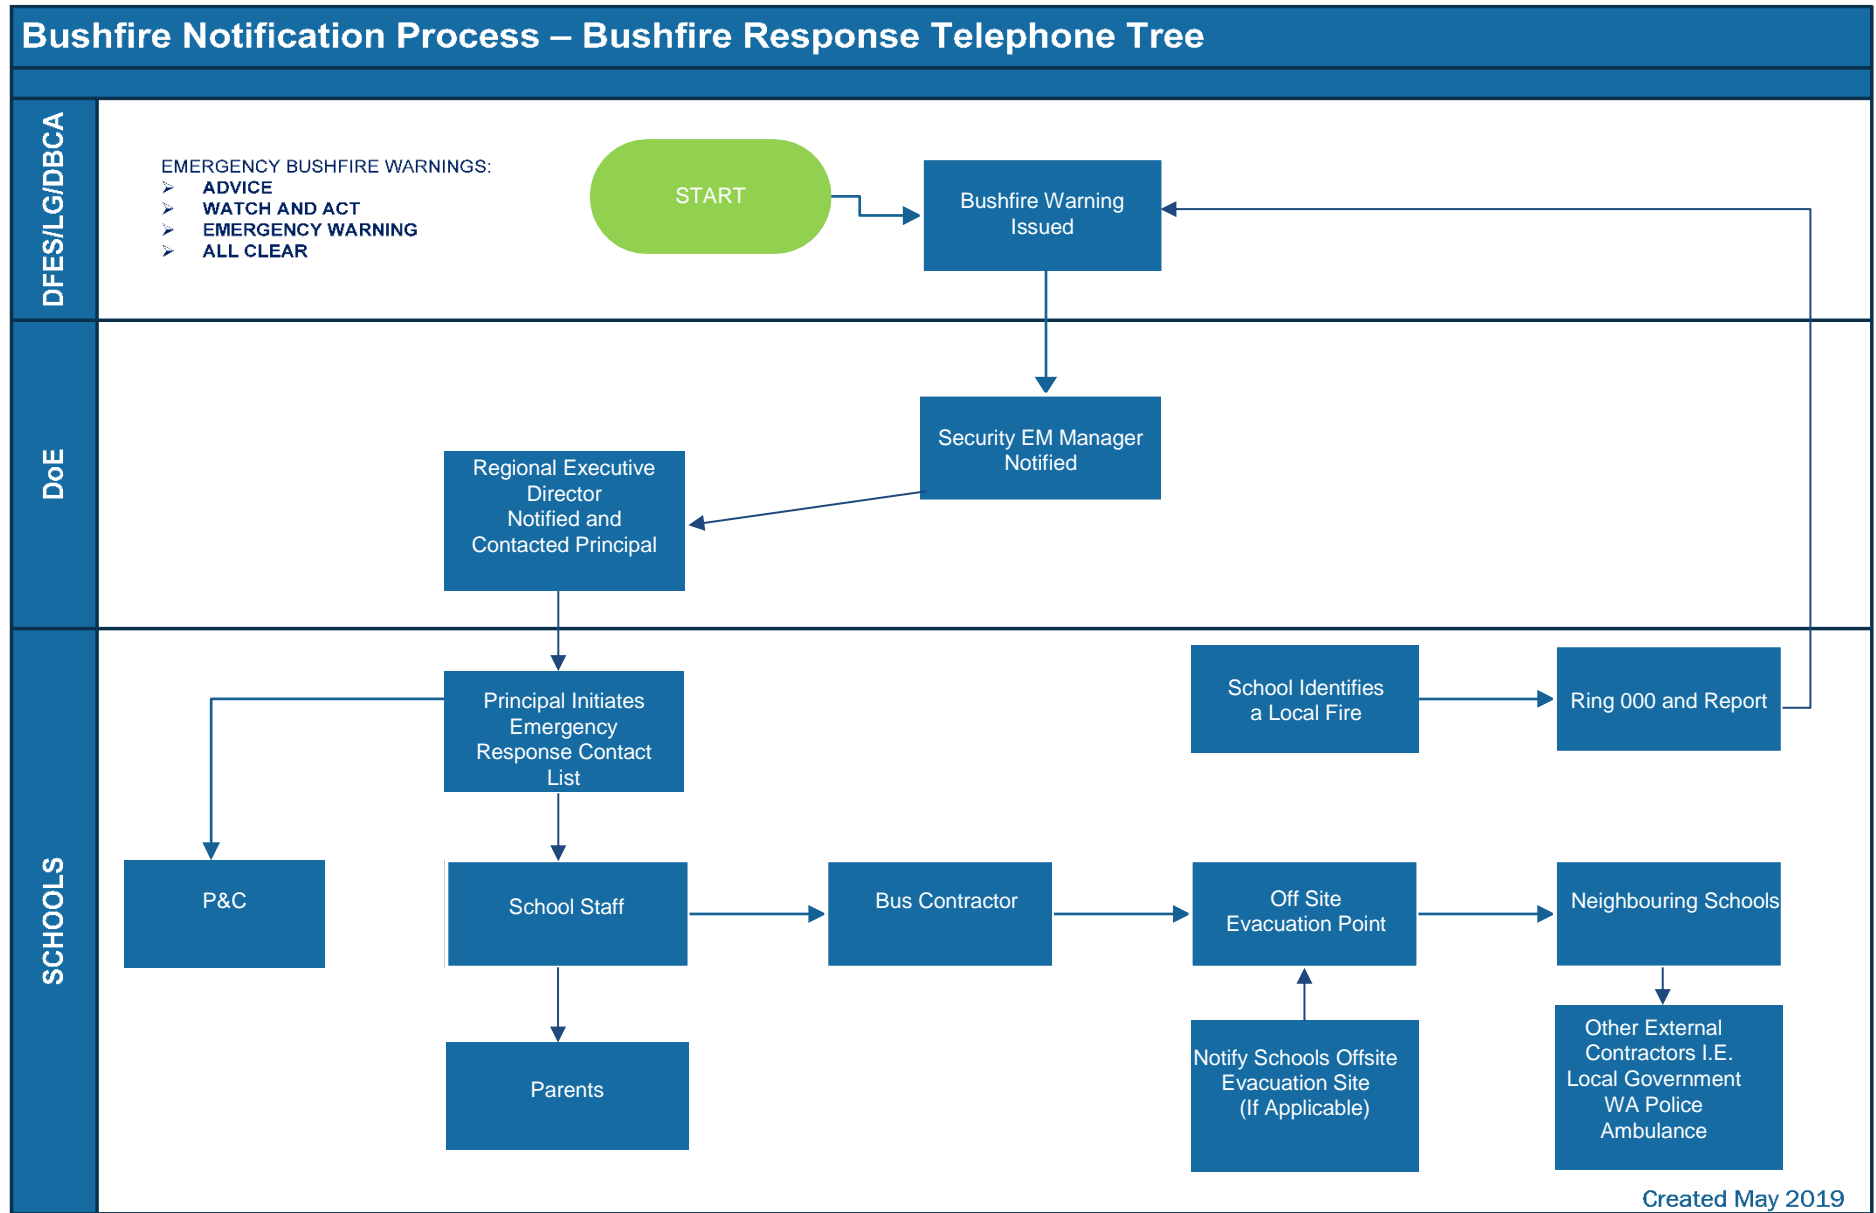 Bushfire Notification Process – Bushfire Response Telephone Tree
DFES/LG/DBCA
EMERGENCY BUSHFIRE WARNINGS:
➢ ADVICE
➢ WATCH AND ACT
➢ EMERGENCY WARNING
➢ ALL CLEAR
START
Bushfire Warning
Issued
DoE
Security EM Manager
Notified
Regional Executive
Director
Notified and
Contacted Principal
SCHOOLS
Principal Initiates
Emergency
Response Contact
List
School Identifies
a Local Fire
Ring 000 and Report
P&C
School Staff
Bus Contractor
Off Site
Evacuation Point
Neighbouring Schools
Parents
Notify Schools Offsite
Evacuation Site
(If Applicable)
Other External
Contractors I.E.
Local Government
WA Police
Ambulance
Created May 2019